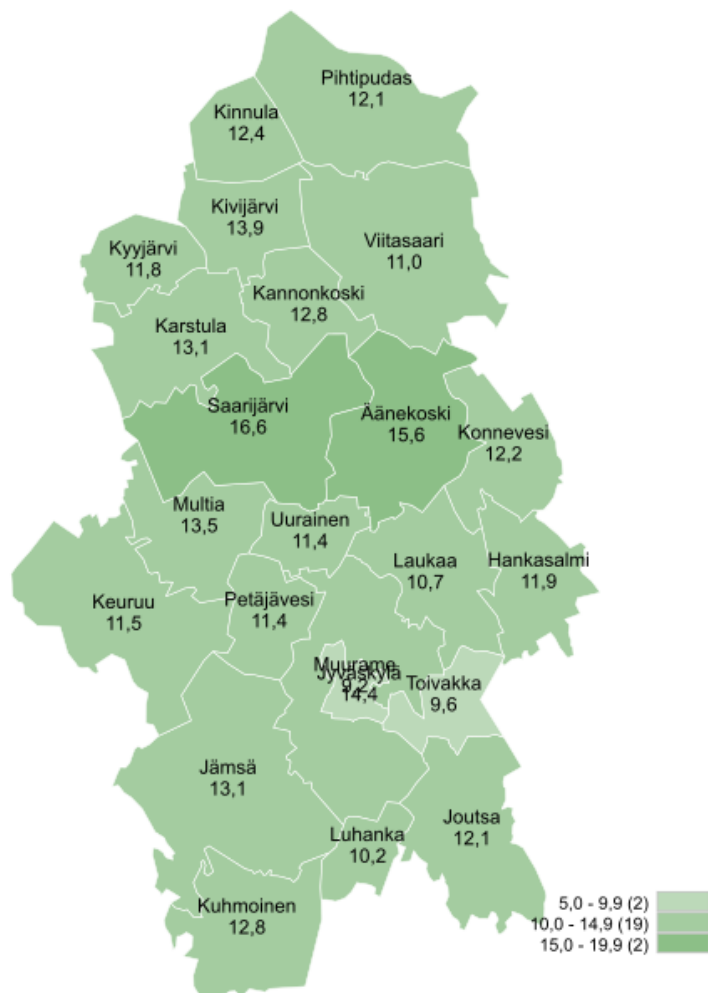 Pihtipudas
12,1
Kinnula
12,4
Kivijärvi
13,9
Viitasaari
11,0
Kyyjärvi
11,8
Kannonkoski
12,8
Karstula
13,1
Saarijärvi
16,6
Äänekoski
15,6
Konnevesi
12,2
Multia
13,5
Uurainen
11,4
Laukaa
10,7
Hankasalmi
11,9
Keuruu
11,5
Petäjävesi
11,4
Muurame
9,2
Jyväskylä
14,4
Toivakka
9,6
Jämsä
13,1
Luhanka
10,2
Joutsa
12,1
Kuhmoinen
12,8
5,0 - 9,9 (2)
10,0 - 14,9 (19)
15,0 - 19,9 (2)